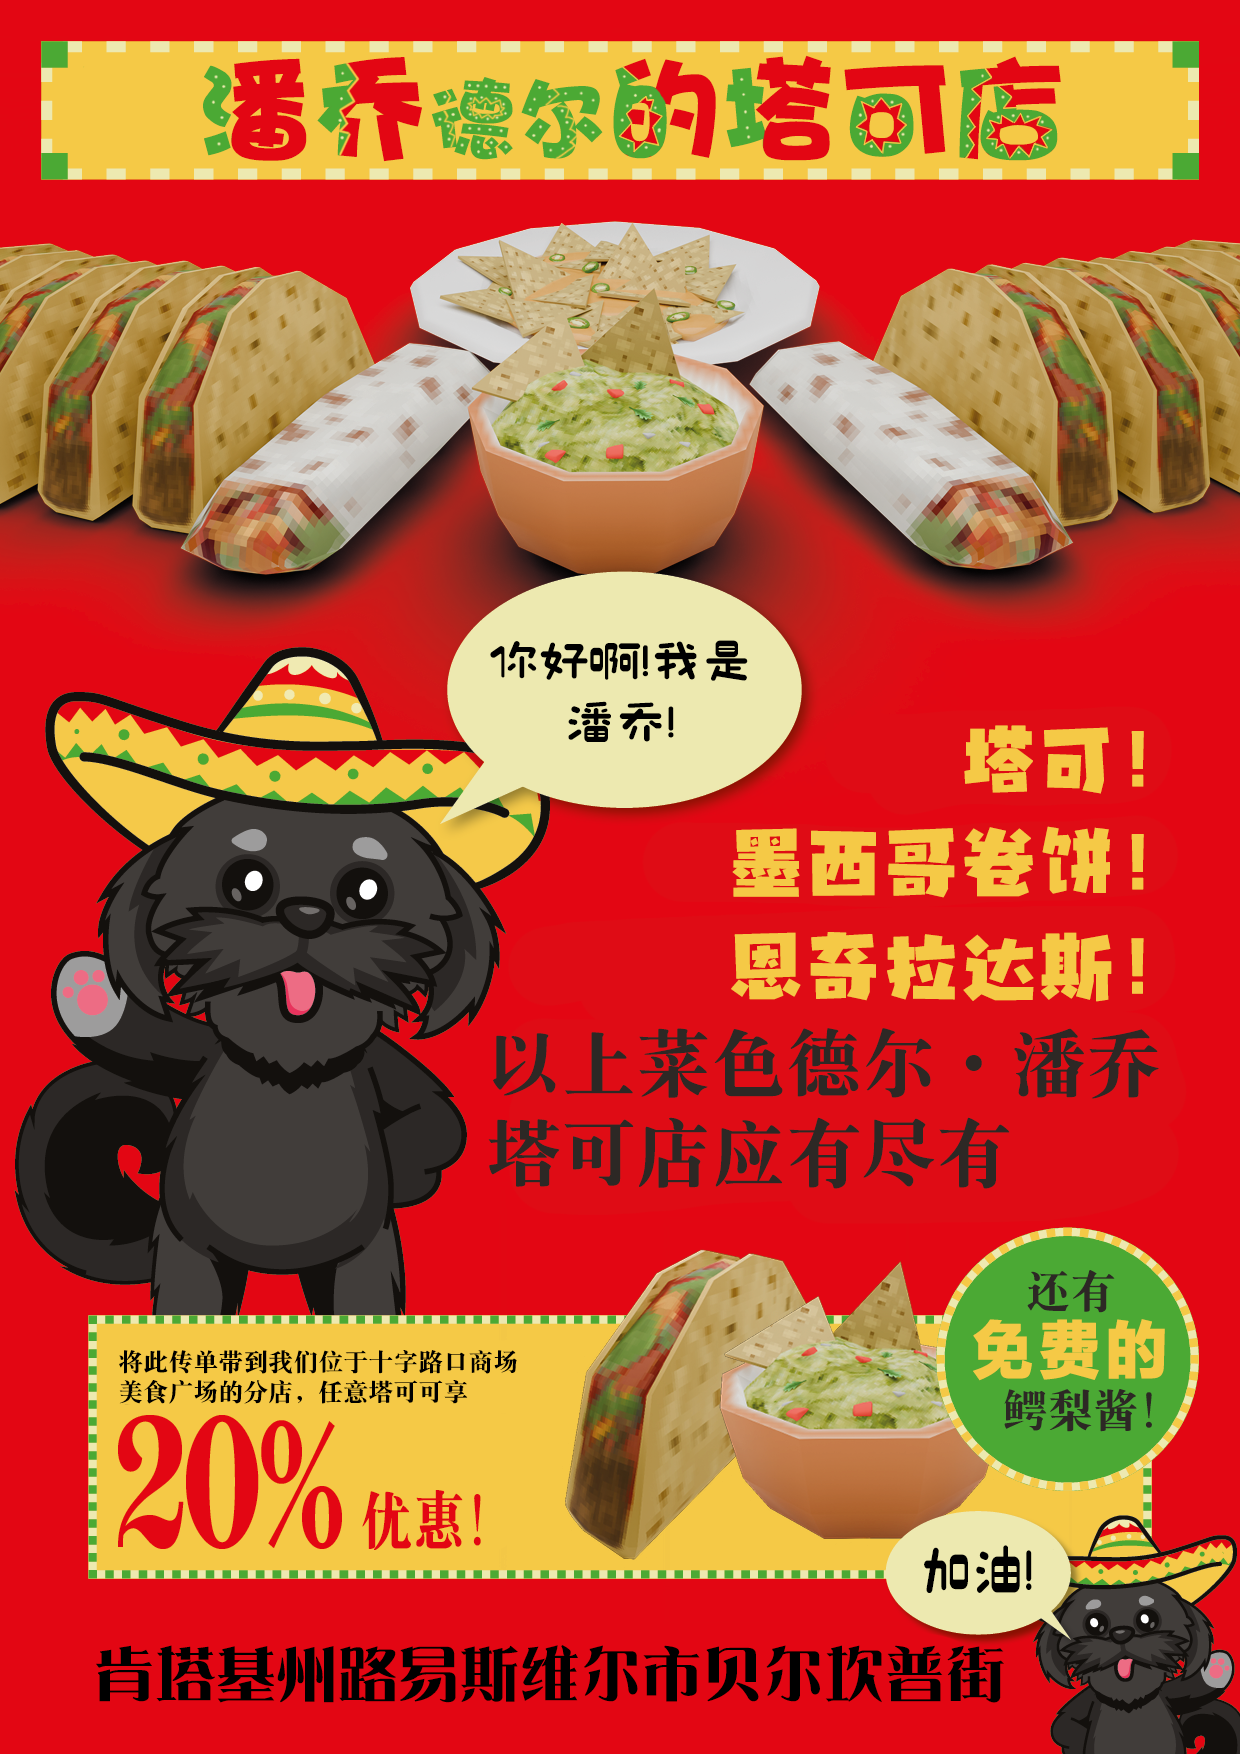 潘乔德尔的塔可店
你好啊!我是
潘乔!
塔可!
墨西哥卷饼!
恩奇拉达斯!
以上菜色德尔·潘乔
塔可店应有尽有
还有
免费的
鳄梨酱!
将此传单带到我们位于十字路口商场
美食广场的分店，任意塔可可享
20% 优惠!
加油!
肯塔基州路易斯维尔市贝尔坎普街